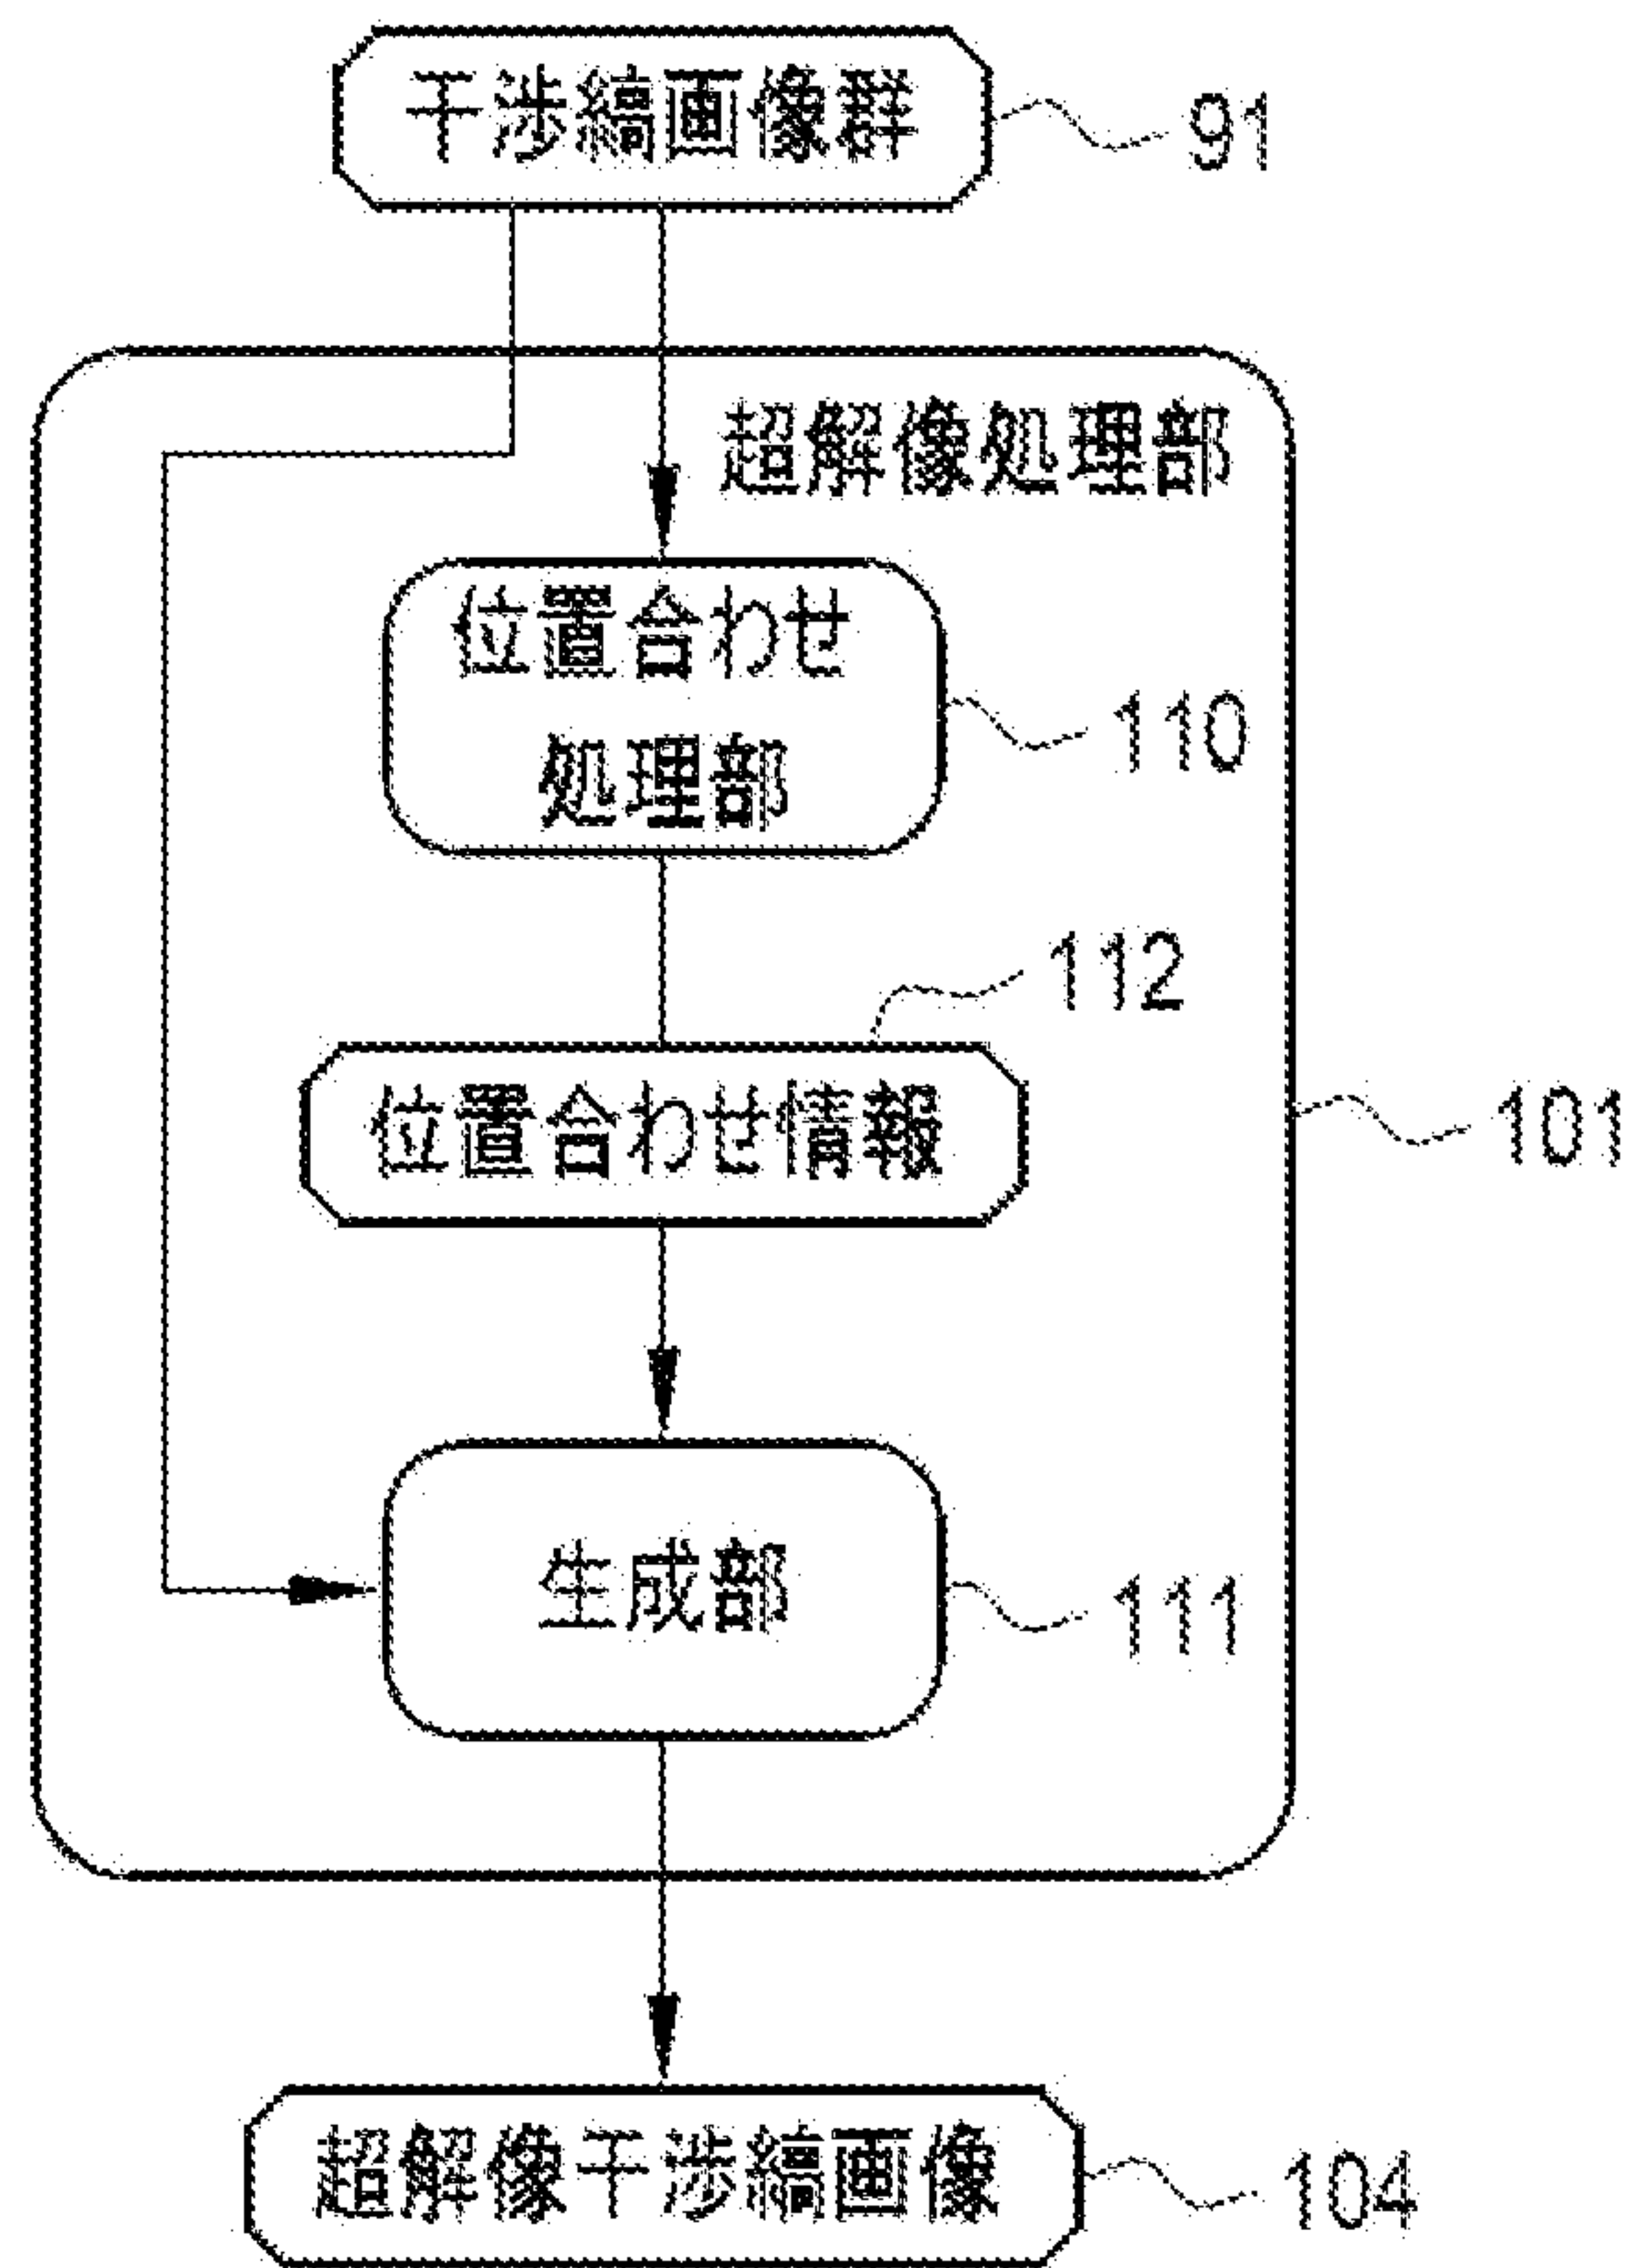 干渉縞画像群
91
超解像処理部
位置合わせ
処理部
110
112
位置合わせ情報
101
生成部
111
超解像干渉縞画像
104